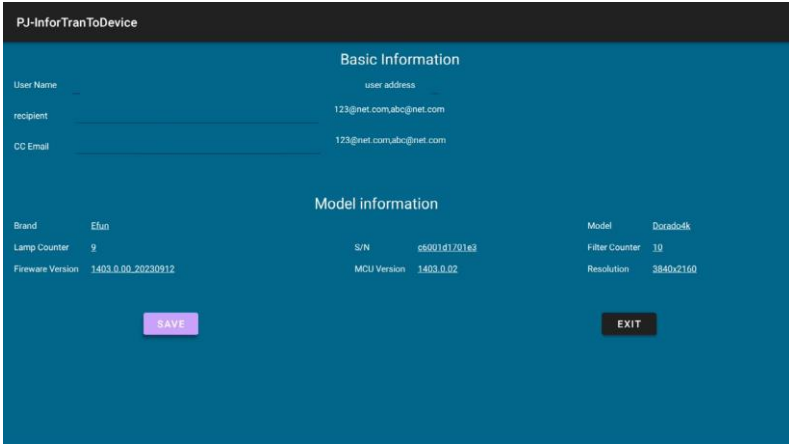 PJ-InforTranToDevice
Basic Information
User Name user address
recipient 123@net.com,abc@net.com
CC Email 123@net.com,abc@net.com
Model information
Brand Efun Model Dorado4k
Lamp Counter 9 S/N c6001d1701e3 Filter Counter 10
Fireware Version 1403.0.00_20230912 MCU Version 1403.0.02 Resolution 3840x2160
SAVE EXIT